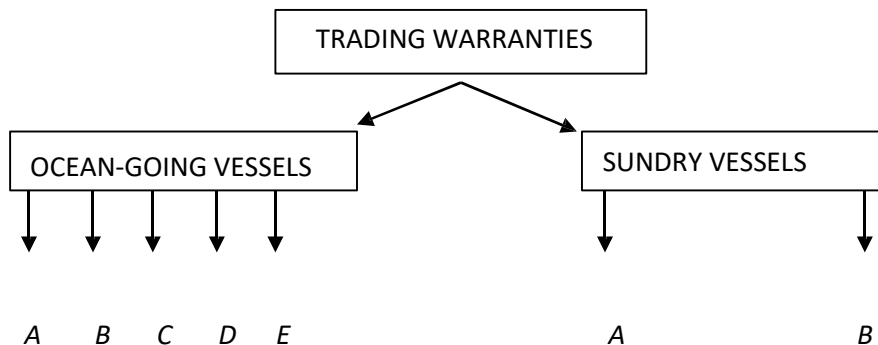 TRADING WARRANTIES
OCEAN-GOING VESSELS
SUNDRY VESSELS
A B C D E
A B